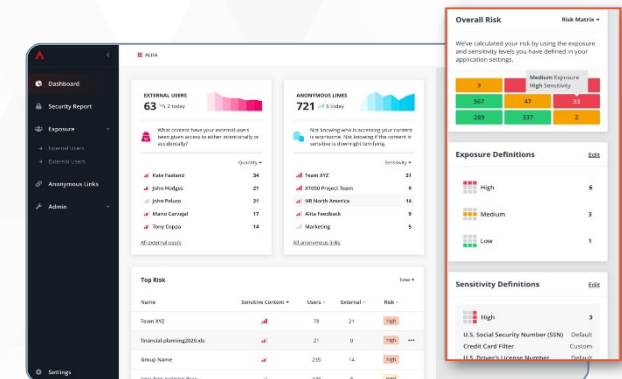 ALITA
Dashboard
Security Report
Exposure
Internal Users
External Users
Anonymous Links
Admin
Settings
EXTERNAL USERS
63 2 today
What content have your external users
been given access to either intentionally or
accidentally?
Quantity
Kate Faaland 34
John Hodges 21
John Peluso 21
Mario Carvajal 17
Tony Coppa 14
All external users
ANONYMOUS LINKS
721 5 today
Not knowing who is accessing your content
is worrisome. Not knowing if the content is
sensitive is downright terrifying.
Sensitivity
Team XYZ 21
X1050 Project Team 9
HR North America 16
Alita Feedback 9
Marketing 5
All anonymous links
Top Risk
View
Name Sensitive Content Users External Risk
Team XYZ 78 21 high
financial-planning2020.xls 21 0 high
Group Name 235 14 high
Overall Risk Risk Matrix
We've calculated your risk by using the exposure
and sensitivity levels you have defined in your
application settings.
Medium Exposure
High Sensitivity
3
567 47 33
289 337 2
Exposure Definitions Edit
High 6
Medium 3
Low 1
Sensitivity Definitions Edit
High 3
U.S. Social Security Number (SSN) Default
Credit Card Filter Custom
U.S. Driver's License Number Default